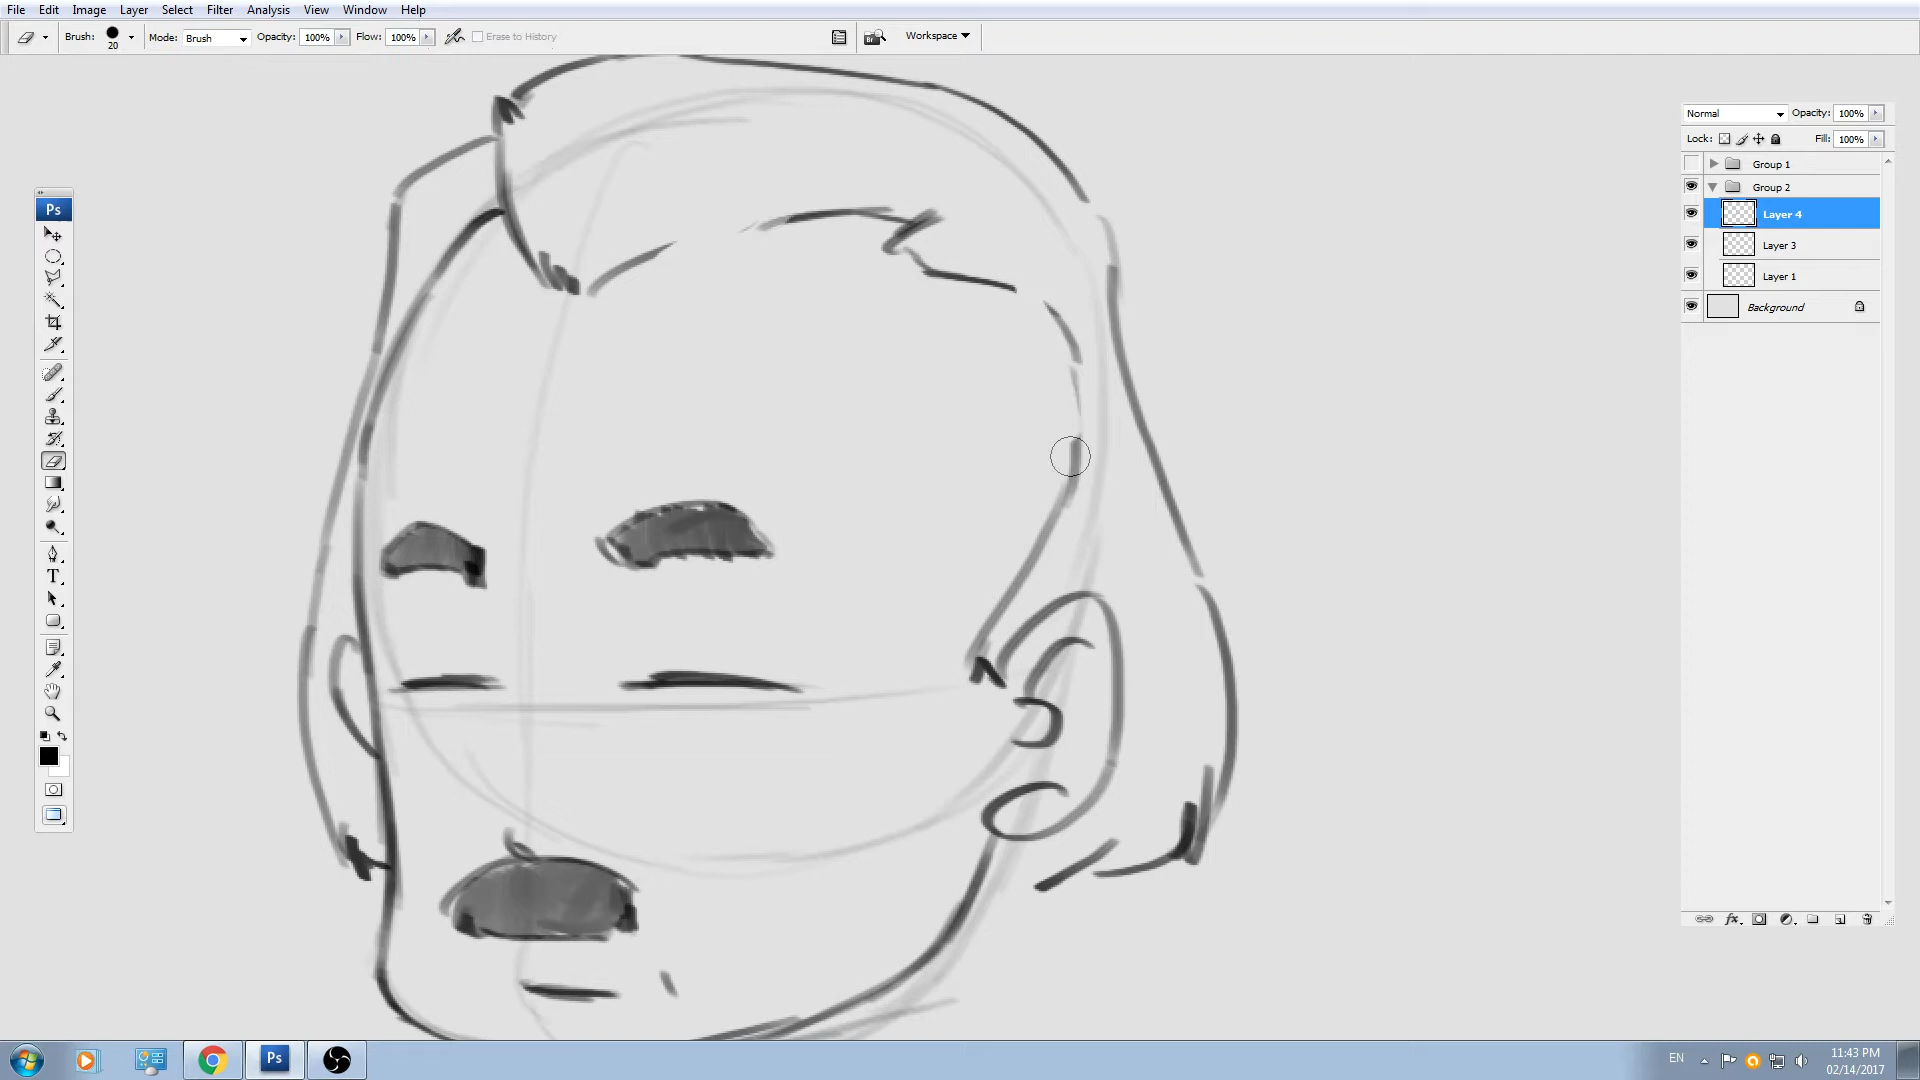 File Edit Image Layer Select Filter Analysis View Window Help
Brush: 20 Mode: Brush Opacity: 100% Flow: 100% Erase to History Br Workspace
Normal Opacity: 100%
Lock: Fill: 100%
Group 1
Group 2
Layer 4
Layer 3
Layer 1
Background
fx
Ps
T
Ps
EN
11:43 PM
02/14/2017